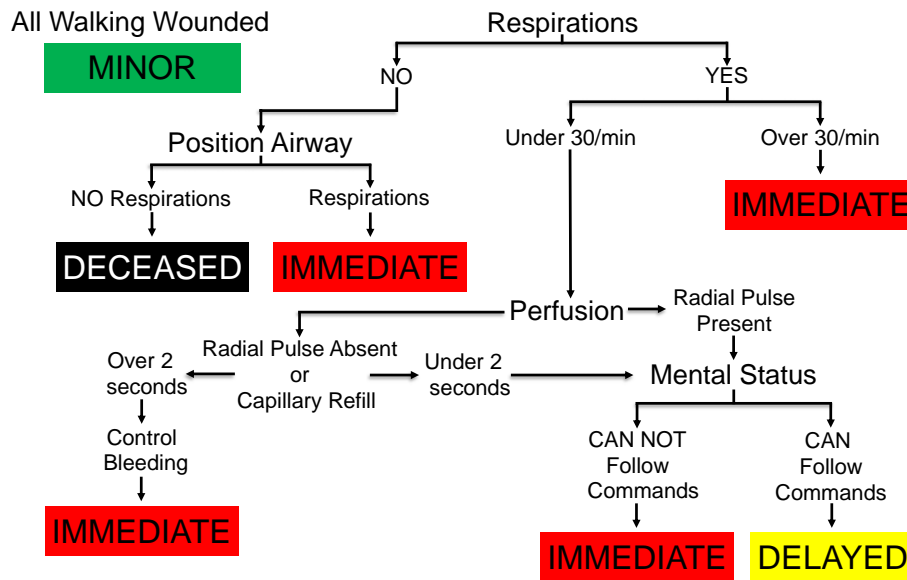 All Walking Wounded
MINOR
Respirations
NO
YES
Position Airway
Under 30/min
Over 30/min
NO Respirations
Respirations
IMMEDIATE
DECEASED
IMMEDIATE
Perfusion
Radial Pulse
Present
Over 2
seconds
Radial Pulse Absent
or
Capillary Refill
Under 2
seconds
Mental Status
Control
Bleeding
CAN NOT
Follow
Commands
CAN
Follow
Commands
IMMEDIATE
IMMEDIATE
DELAYED